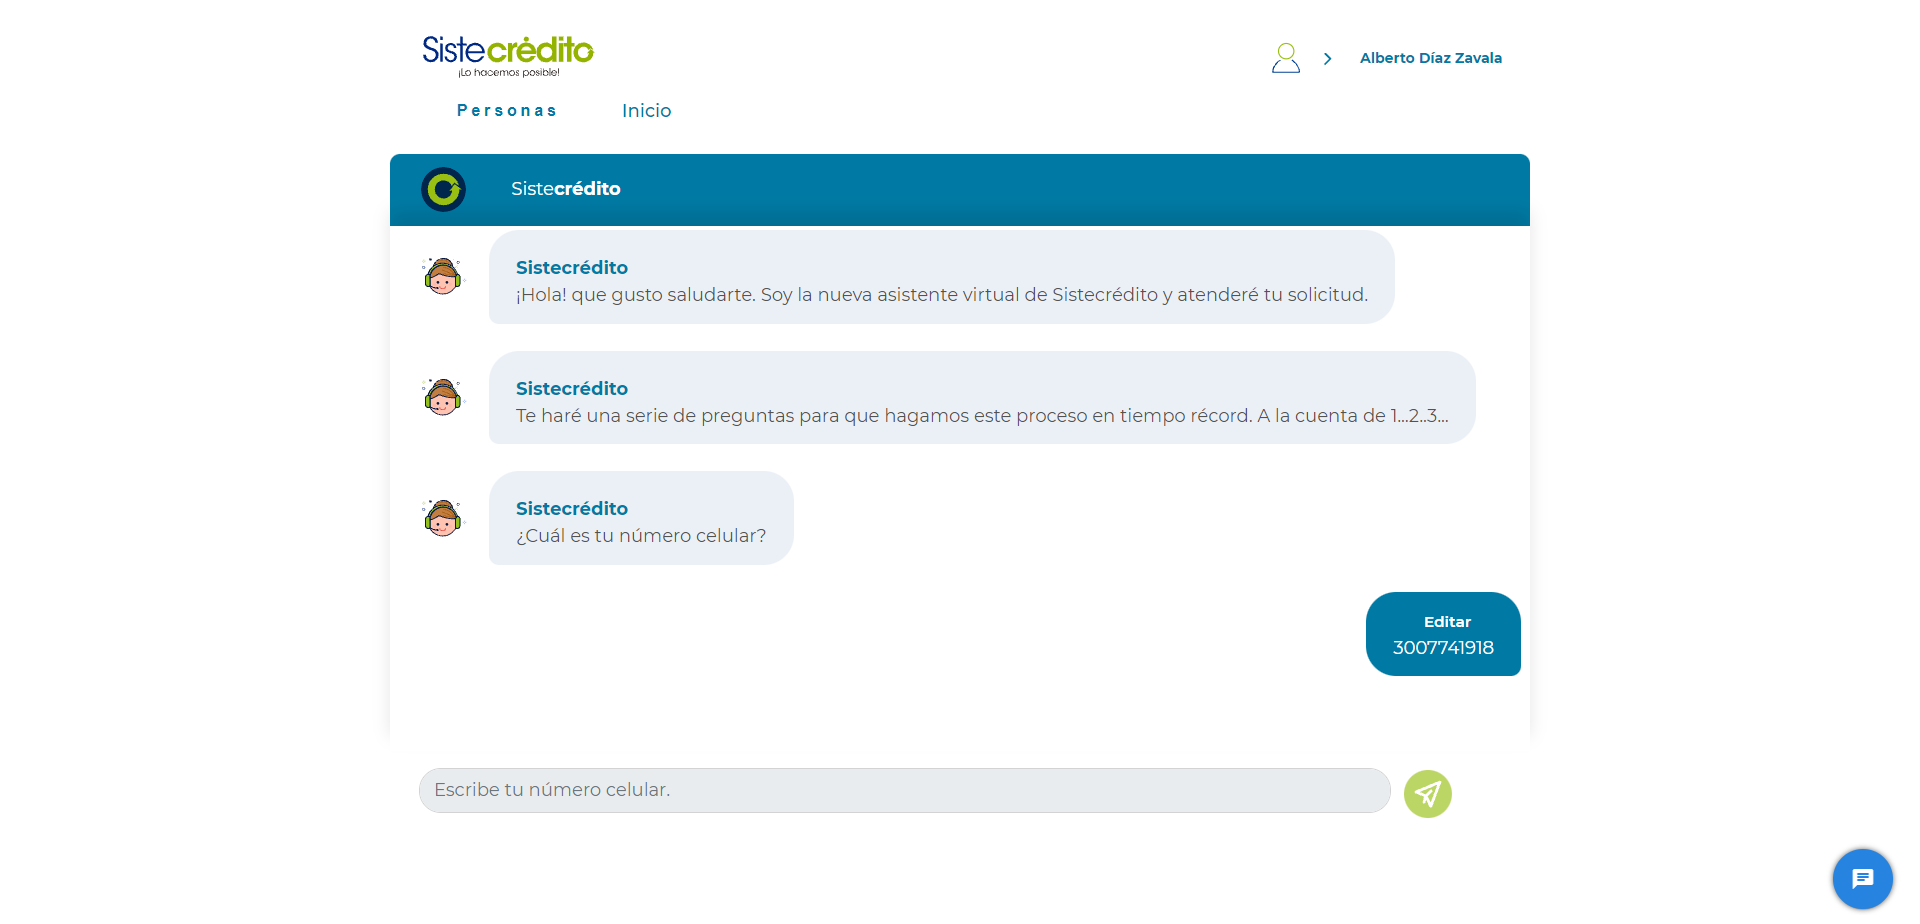 Sistecrédito
¡Lo hacemos posible!
Alberto Díaz Zavala
Personas
Inicio
Sistecrédito
Sistecrédito
¡Hola! que gusto saludarte. Soy la nueva asistente virtual de Sistecrédito y atenderé tu solicitud.
Sistecrédito
Te haré una serie de preguntas para que hagamos este proceso en tiempo récord. A la cuenta de 1...2..3...
Sistecrédito
¿Cuál es tu número celular?
Editar
3007741918
Escribe tu número celular.